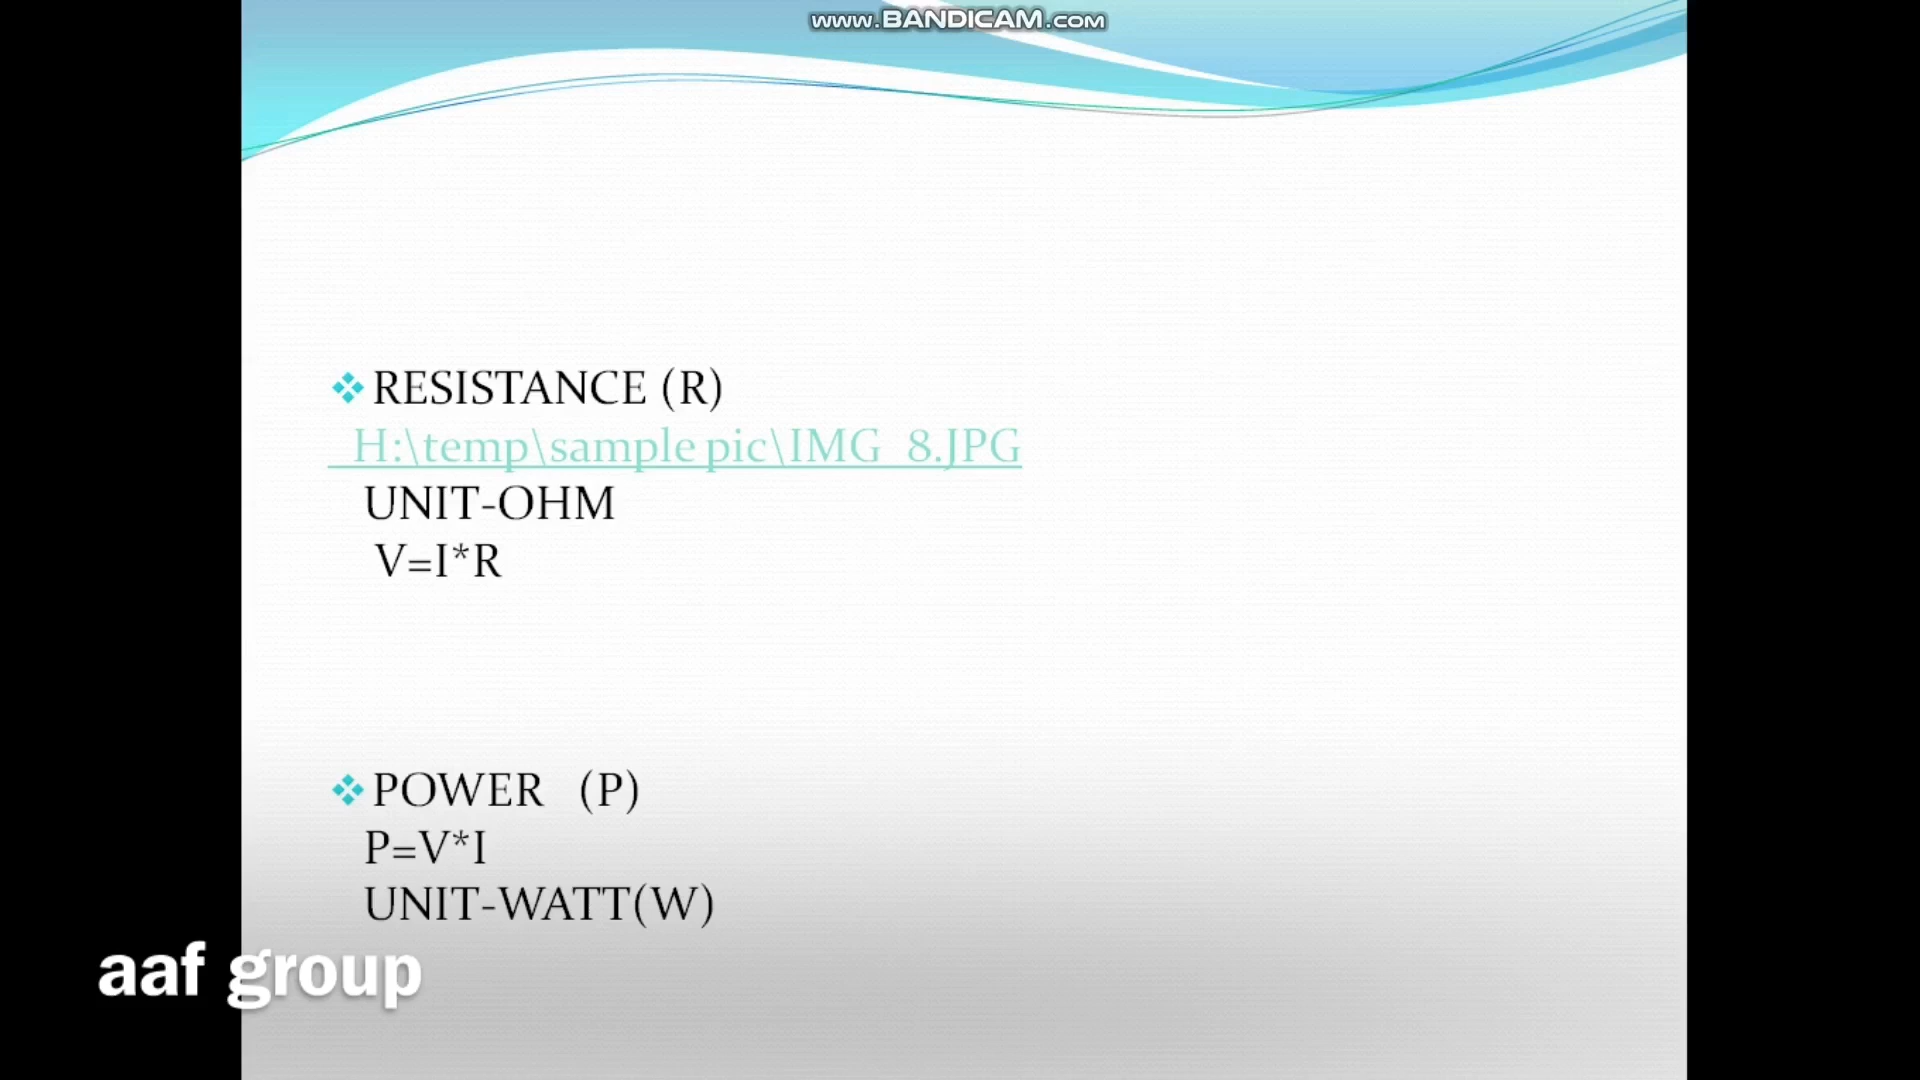 www.BANDICAM.com
RESISTANCE (R)
H:\temp\sample pic\IMG_8.JPG
UNIT-OHM
V=I*R
POWER (P)
P=V*I
UNIT-WATT(W)
aaf group